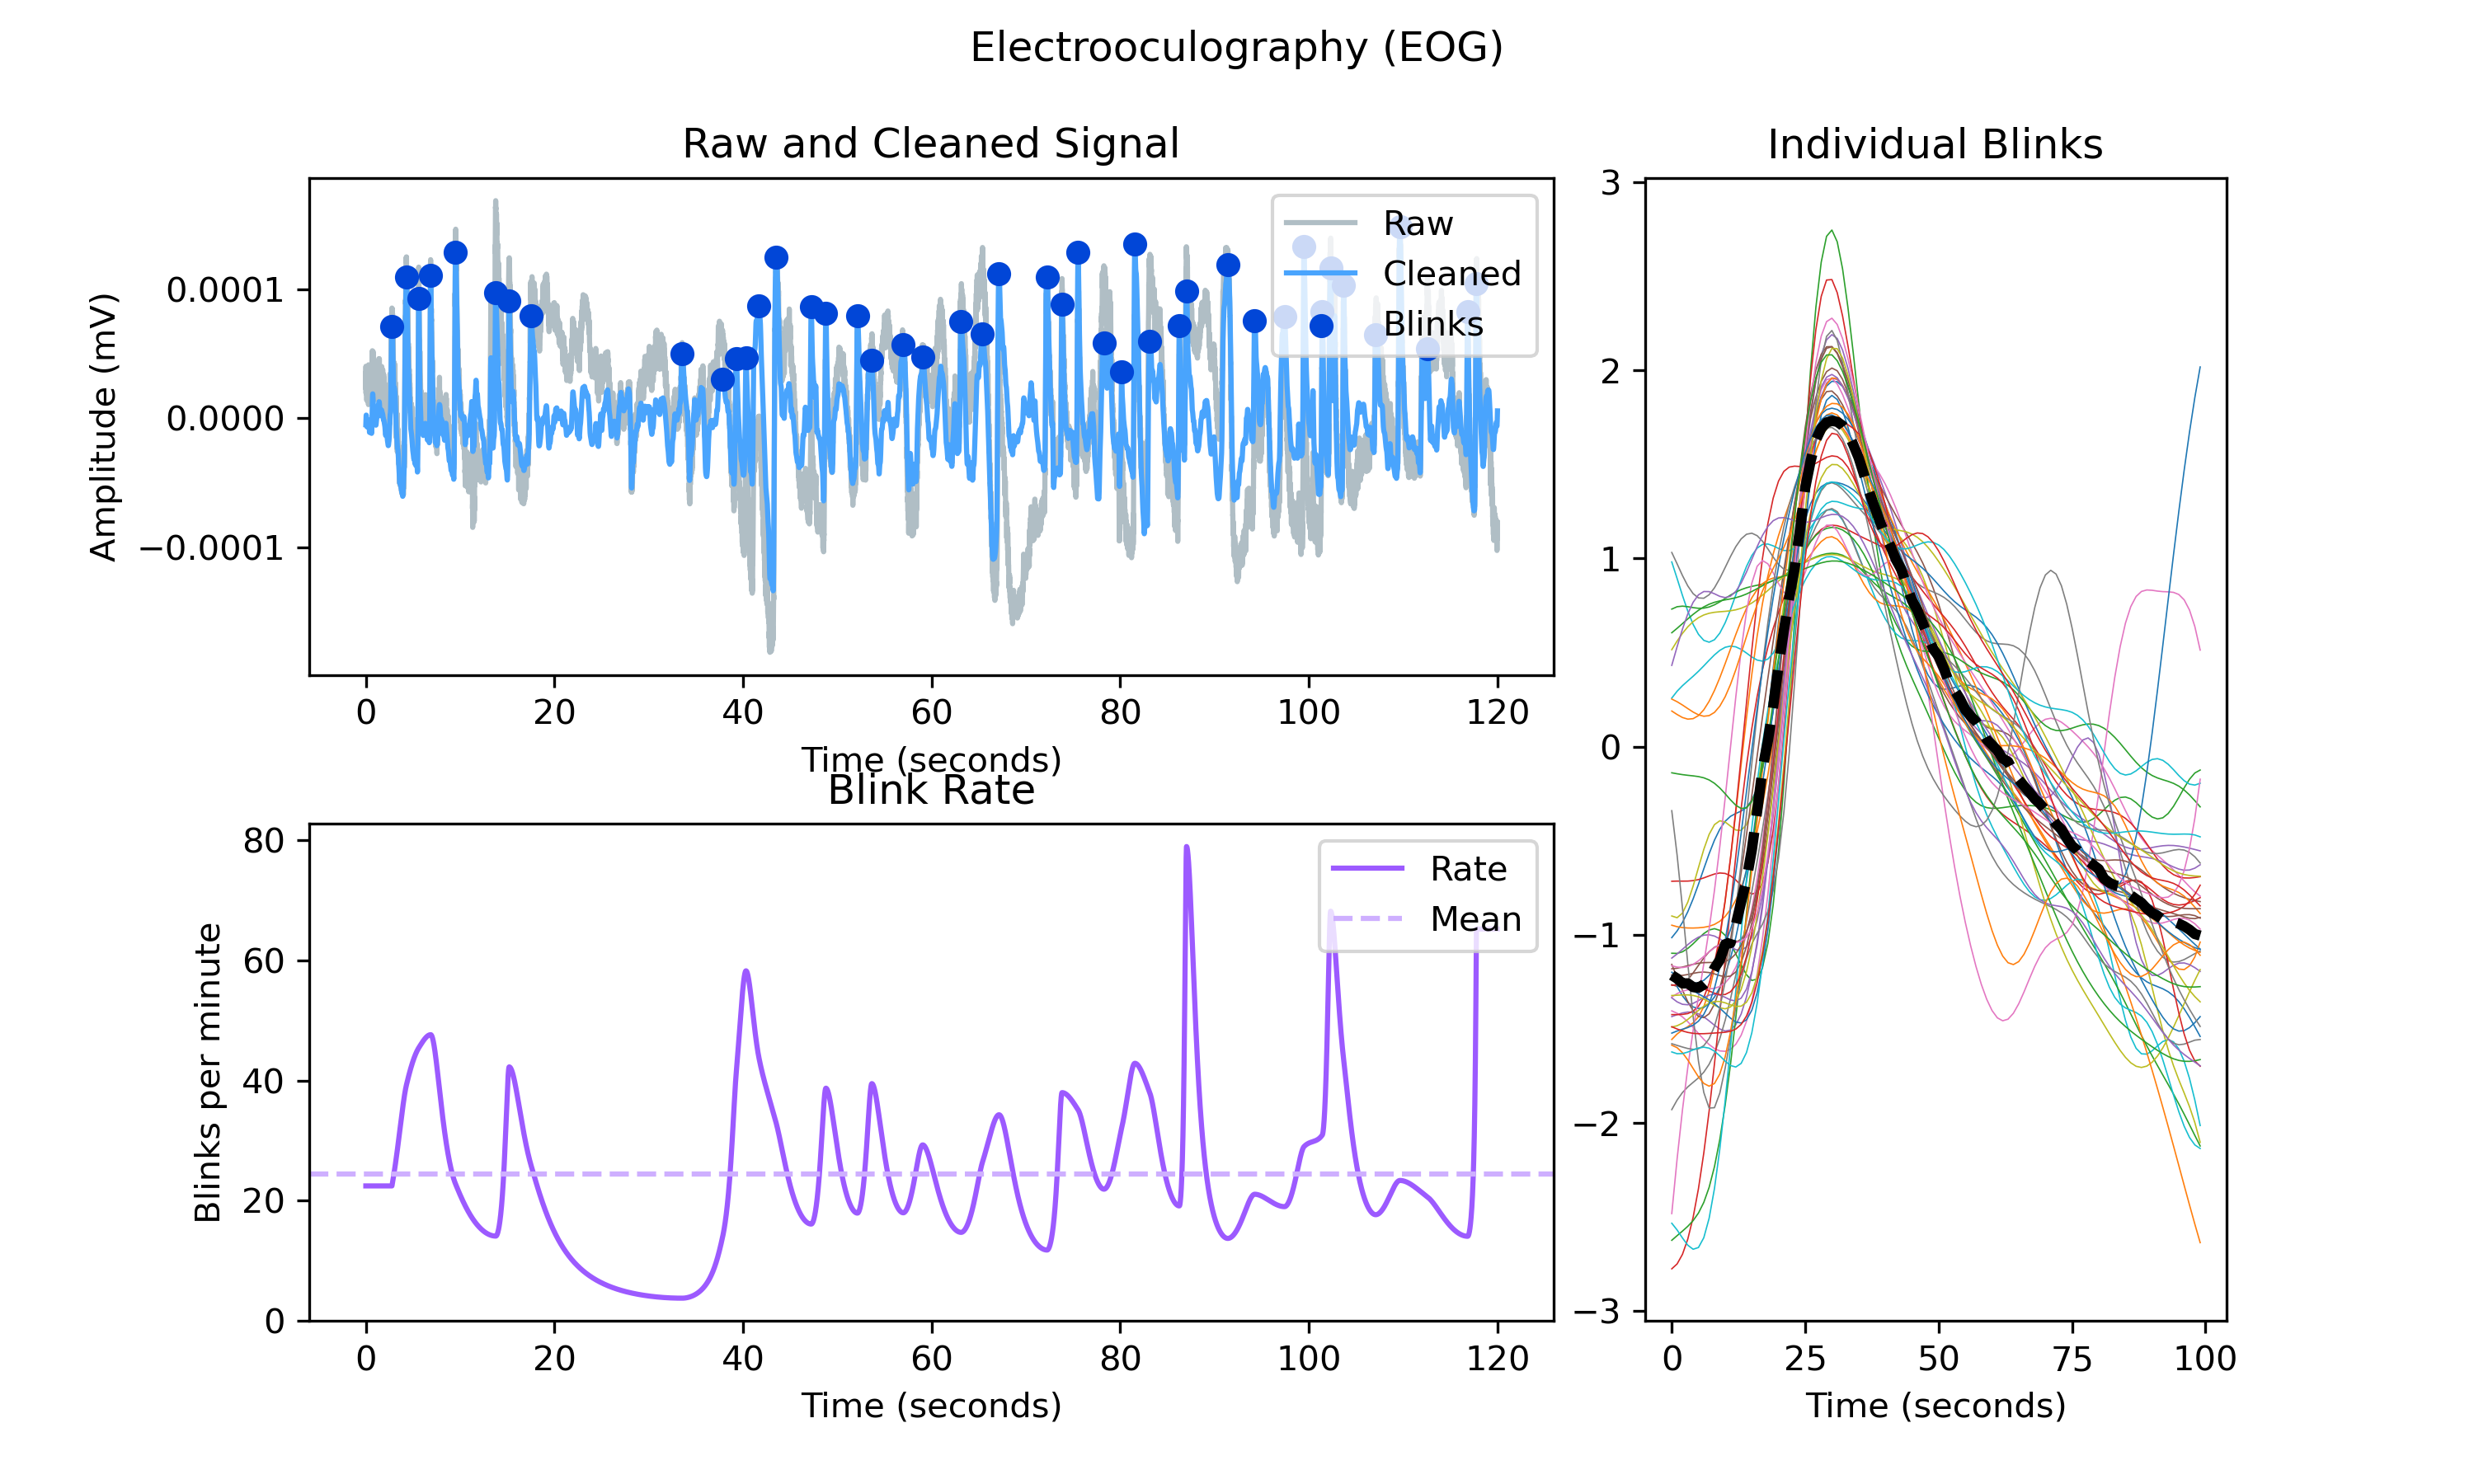 Electrooculography (EOG)
Raw and Cleaned Signal
Amplitude (mV)
0.0001
0.0000
−0.0001
Raw
Cleaned
Blinks
0 20 40 60 80 100 120
Time (seconds)
Blink Rate
Blinks per minute
80
60
40
20
0
Rate
Mean
0 20 40 60 80 100 120
Time (seconds)
Individual Blinks
3
2
1
0
−1
−2
−3
0 25 50 75 100
Time (seconds)